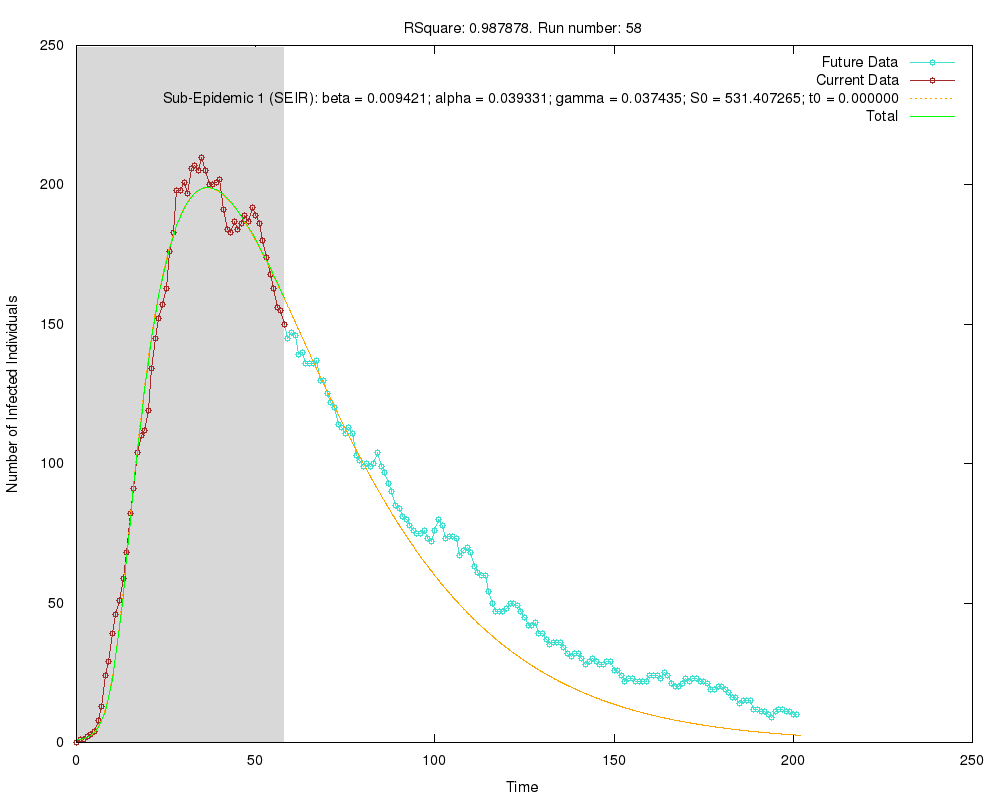 RSquare: 0.987878. Run number: 58
250
200
150
100
50
0
Number of Infected Individuals
Future Data
Current Data
Sub-Epidemic 1 (SEIR): beta = 0.009421; alpha = 0.039331; gamma = 0.037435; S0 = 531.407265; t0 = 0.000000
Total
0 50 100 150 200 250
Time